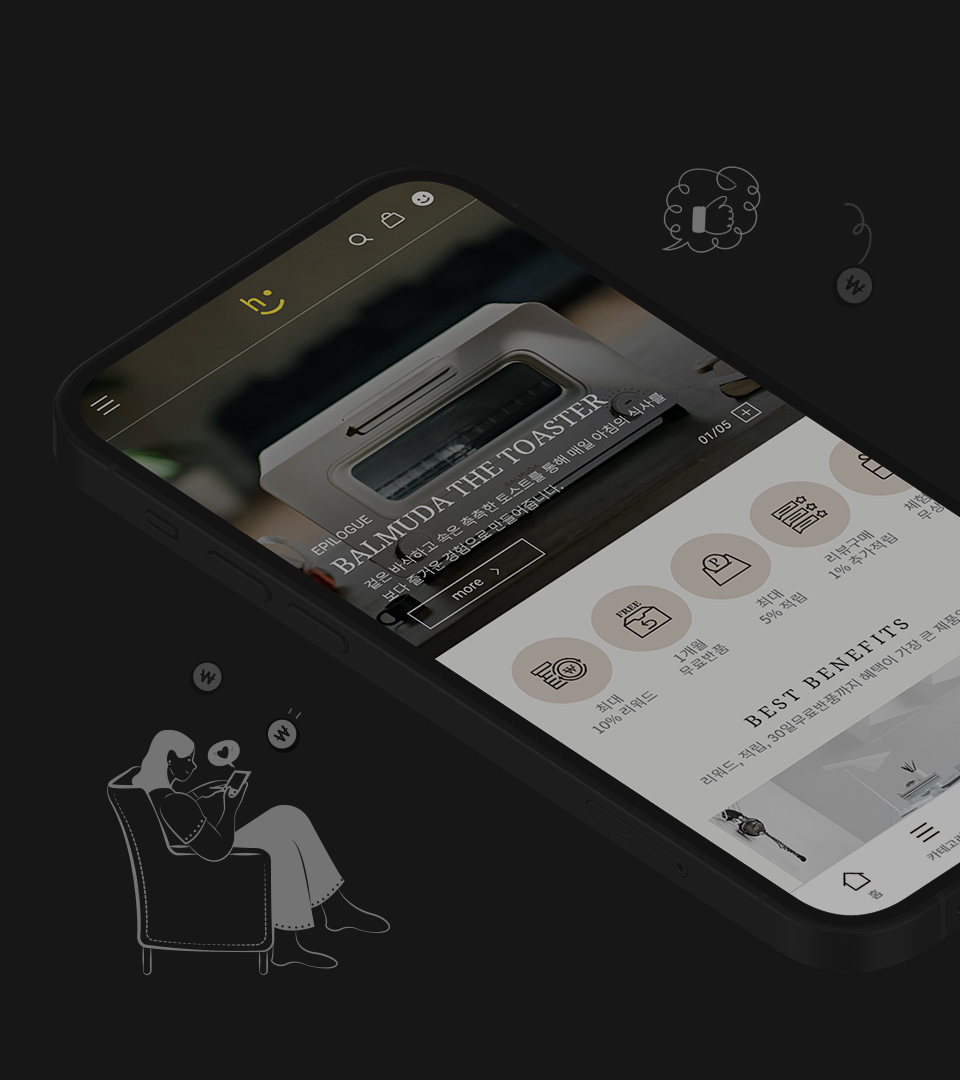 h
EPILOGUE
BALMUDA THE TOASTER
겉은 바삭하고 속은 촉촉한 토스트를 통해 매일 아침의 식사를
보다 즐거운 경험으로 만들어줍니다.
more
01/05
최대
10% 리워드
FREE
1개월
무료반품
P
최대
5% 적립
리뷰구매
1% 추가적립
체험
무상
BEST BENEFITS
리워드, 적립, 30일무료반품까지 혜택이 가장 큰 제품
홈
카테고리
₩
₩
₩
₩